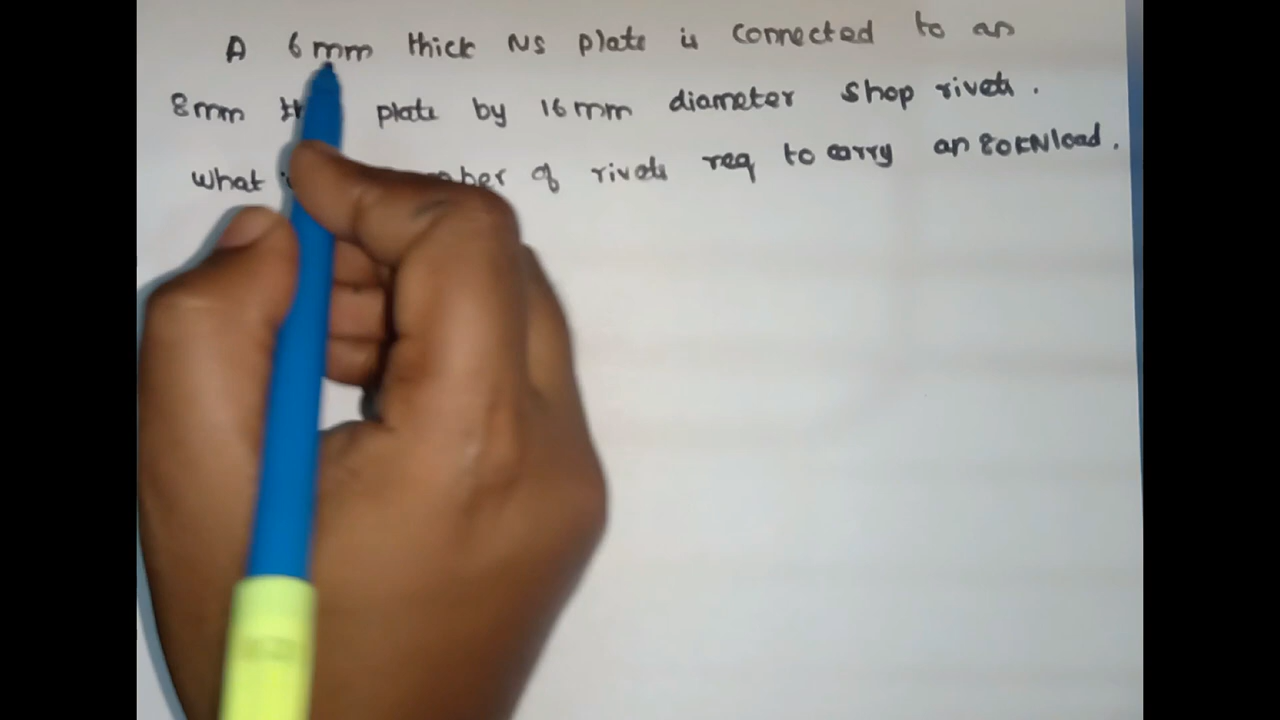 A 6mm thick MS plate is connected to an
8mm plate by 16mm diameter shop rivets.
What of rivets req to carry an 80KN load.